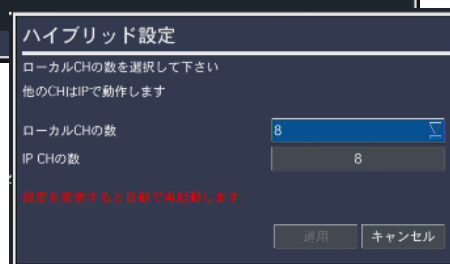 ハイブリッド設定
ローカルCHの数を選択して下さい
他のCHはIPで動作します
ローカルCHの数 8
IP CHの数 8
設定を変更すると自動で再起動します.
適用 キャンセル